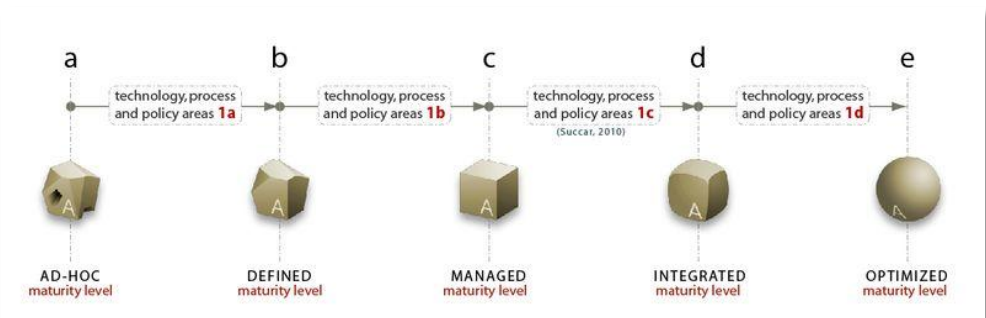 a
b
c
d
e
technology, process
and policy areas 1a
technology, process
and policy areas 1b
technology, process
and policy areas 1c
(Succar, 2010)
technology, process
and policy areas 1d
A
A
A
A
A
AD-HOC
maturity level
DEFINED
maturity level
MANAGED
maturity level
INTEGRATED
maturity level
OPTIMIZED
maturity level